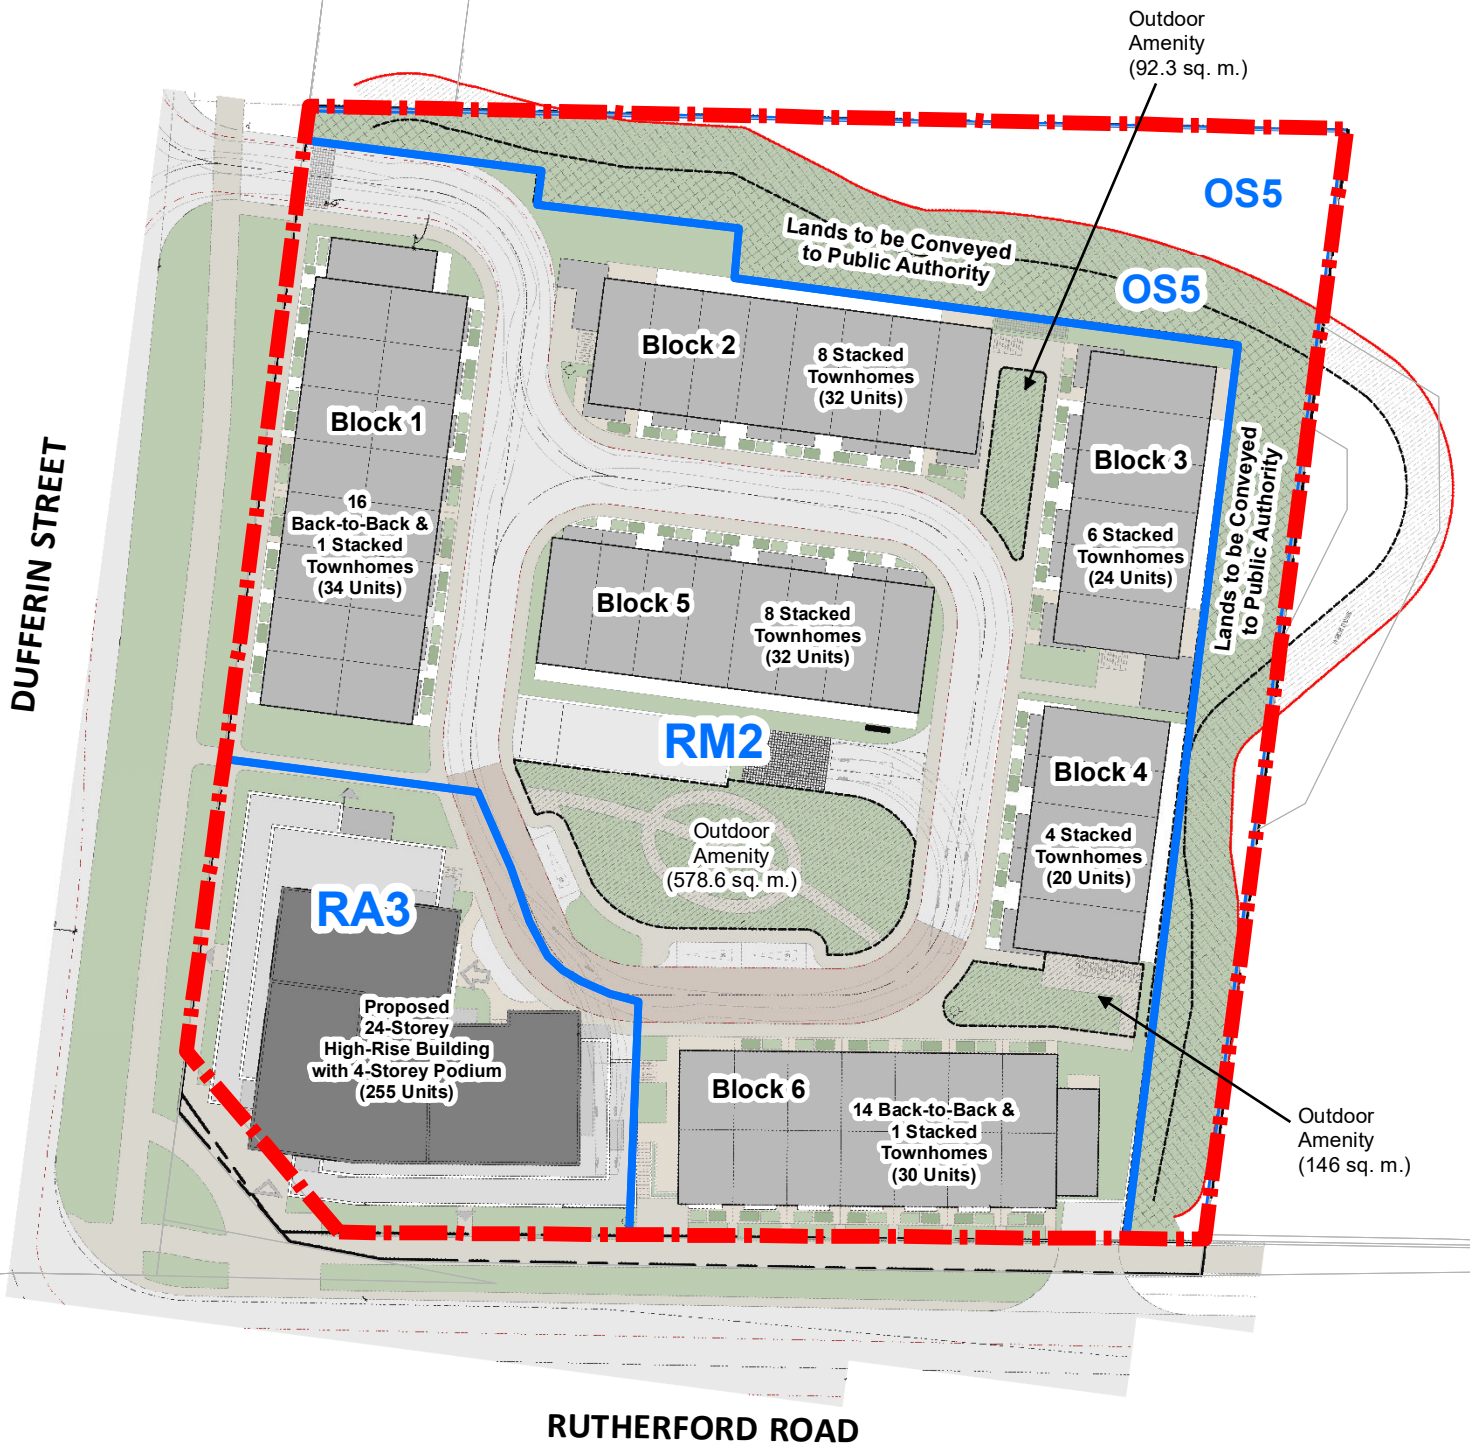 Outdoor
Amenity
(92.3 sq. m.)
OS5
Lands to be Conveyed
to Public Authority
OS5
Block 2
8 Stacked
Townhomes
(32 Units)
Block 1
16
Back-to-Back &
1 Stacked
Townhomes
(34 Units)
Block 3
6 Stacked
Townhomes
(24 Units)
Lands to be Conveyed
to Public Authority
DUFFERIN STREET
Block 5
8 Stacked
Townhomes
(32 Units)
RM2
Block 4
4 Stacked
Townhomes
(20 Units)
Outdoor
Amenity
(578.6 sq. m.)
RA3
Proposed
24-Storey
High-Rise Building
with 4-Storey Podium
(255 Units)
Block 6
14 Back-to-Back &
1 Stacked
Townhomes
(30 Units)
Outdoor
Amenity
(146 sq. m.)
RUTHERFORD ROAD